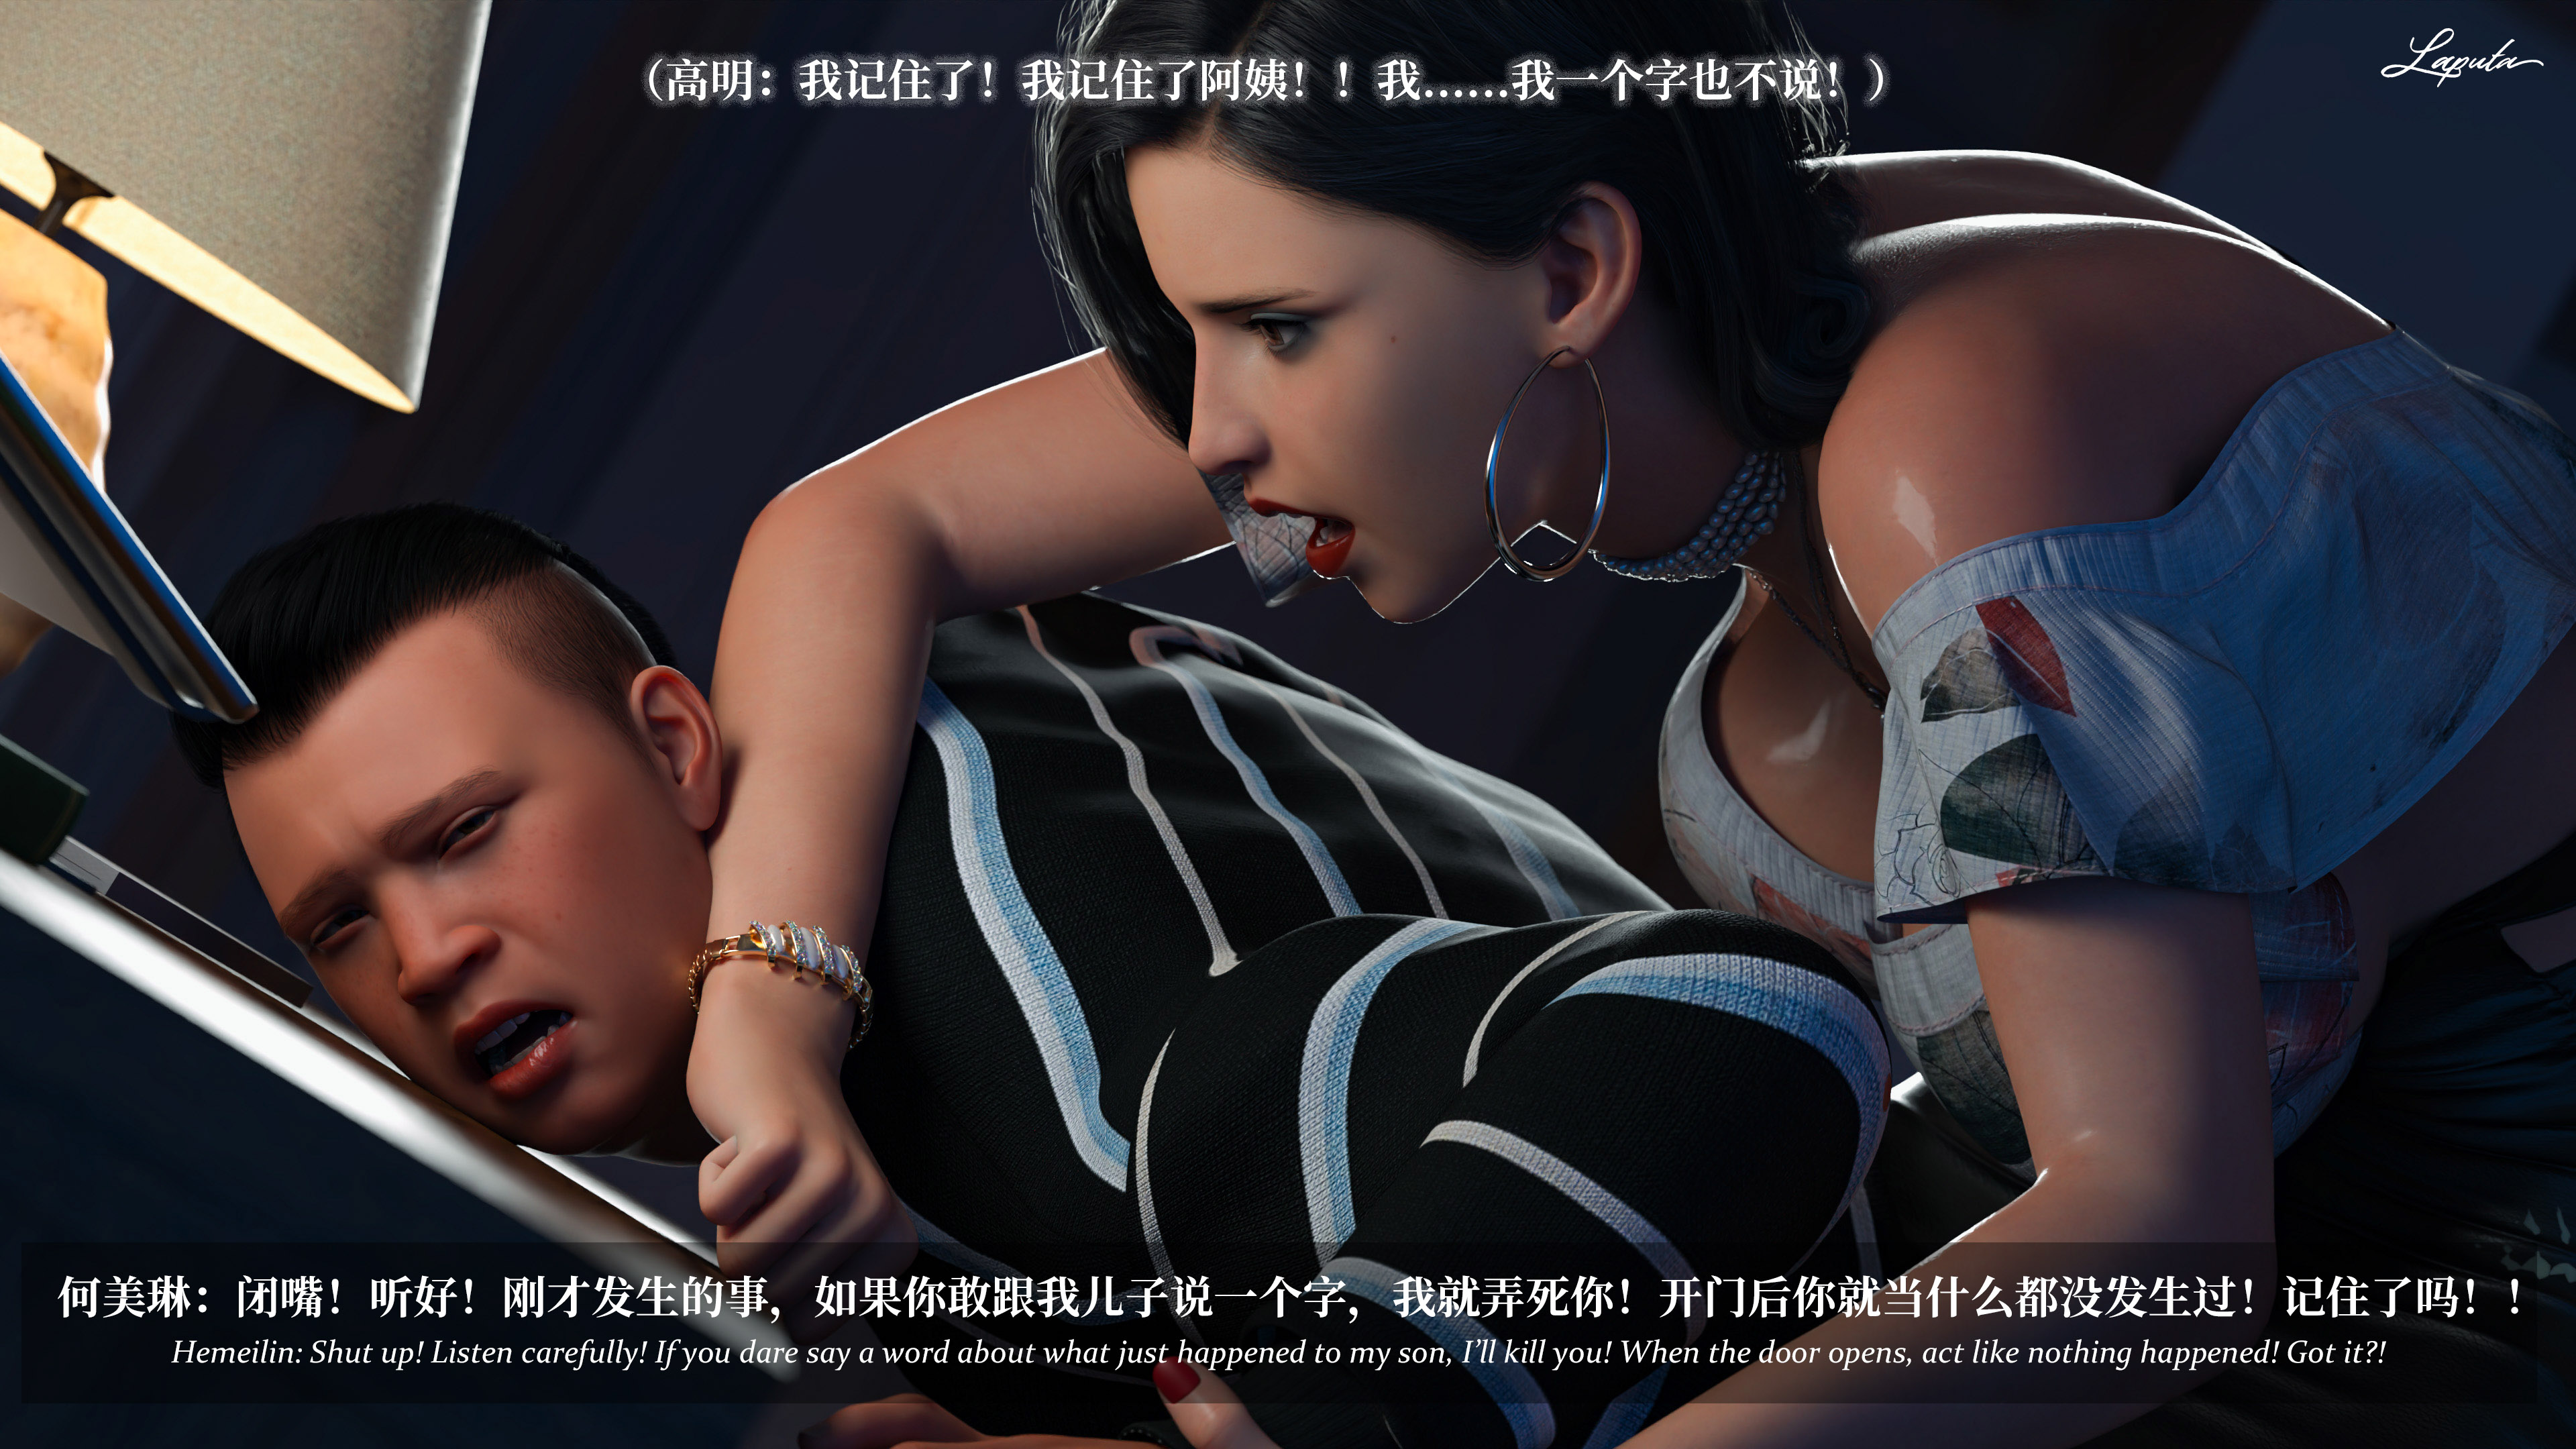 （高明：我记住了！我记住了阿姨！！我……我一个字也不说！）
Laputa
何美琳：闭嘴！听好！刚才发生的事，如果你敢跟我儿子说一个字，我就弄死你！开门后你就当什么都没发生过！记住了吗！！
Hemeilin: Shut up! Listen carefully! If you dare say a word about what just happened to my son, I’ll kill you! When the door opens, act like nothing happened! Got it?!